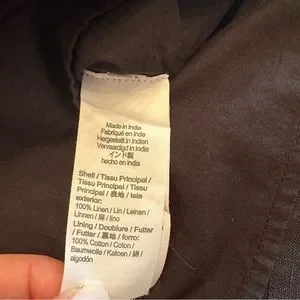 Made in India
Fabriqué en Inde
Hergestellt in Indien
Vervaardigd in India
インド製
hecho en India
Shell / Tissu Principal /
Tissu Principal / Tissu
Principal / 表地 / tela
exterior:
100% Linen / Lin / Leinen /
Linnen / 麻 / lino
Lining / Doublure / Futter /
Futter / 裏地 / forro:
100% Cotton / Coton /
Baumwolle / Katoen / 綿 /
algodón